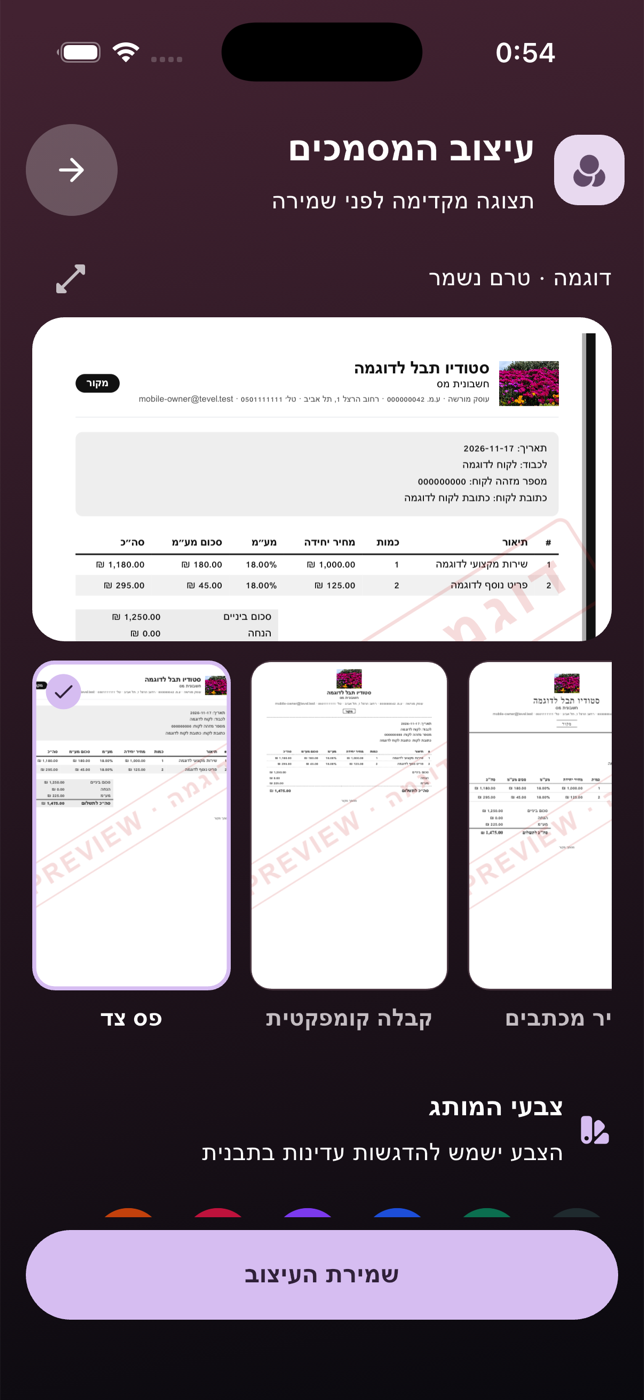 0:54
עיצוב המסמכים
תצוגה מקדימה לפני שמירה
דוגמה · טרם נשמר
סטודיו תבל לדוגמה
חשבונית מס
עוסק מורשה · ע.מ. 000000042 · רחוב הרצל 1, תל אביב · טל׳ 0501111111 · mobile-owner@tevel.test
מקור
תאריך: 2026-11-17
לכבוד: לקוח לדוגמה
מספר מזהה לקוח: 000000000
כתובת לקוח: כתובת לקוח לדוגמה
# תיאור כמות מחיר יחידה מע״מ סכום מע״מ סה״כ
1 שירות מקצועי לדוגמה 1 1,000.00 ₪ 18.00% 180.00 ₪ 1,180.00 ₪
2 פריט נוסף לדוגמה 2 125.00 ₪ 18.00% 45.00 ₪ 295.00 ₪
סכום ביניים 1,250.00 ₪
הנחה 0.00 ₪
דוגמ
יר מכתבים
קבלה קומפקטית
פס צד
PREVIEW
PREVIEW
PREVIEW
צבעי המותג
הצבע ישמש להדגשות עדינות בתבנית
שמירת העיצוב